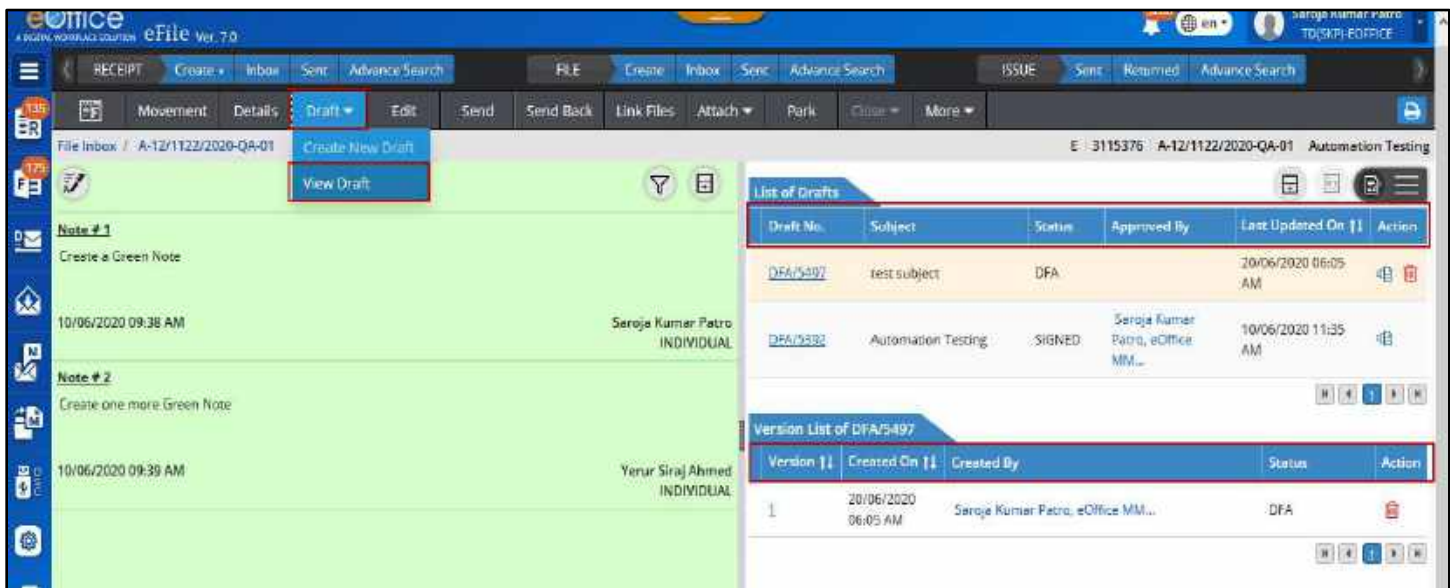 eOffice
A DIGITAL WORKPLACE SOLUTION eFile Ver. 7.0
en
Saroja Kumar Patro
TD(SKP)-EOFFICE
RECEIPT Create Inbox Sent Advance Search FILE Create Inbox Sent Advance Search ISSUE Sent Returned Advance Search
Movement Details Draft Edit Send Send Back Link Files Attach Park Close More
135
R
175
F
File Inbox / A-12/1122/2020-QA-01
Create New Draft
View Draft
E 3115376 A-12/1122/2020-QA-01 Automation Testing
Note # 1
Create a Green Note
10/06/2020 09:38 AM
Saroja Kumar Patro
INDIVIDUAL
Note # 2
Create one more Green Note
10/06/2020 09:39 AM
Yerur Siraj Ahmed
INDIVIDUAL
List of Drafts
Draft No. Subject Status Approved By Last Updated On Action
DFA/5497 test subject DFA 20/06/2020 06:05
AM
DFA/5392 Automation Testing SIGNED Saroja Kumar
Patro, eOffice
MM...
10/06/2020 11:35
AM
1
Version List of DFA/5497
Version Created On Created By Status Action
1 20/06/2020
06:05 AM
Saroja Kumar Patro, eOffice MM... DFA
1